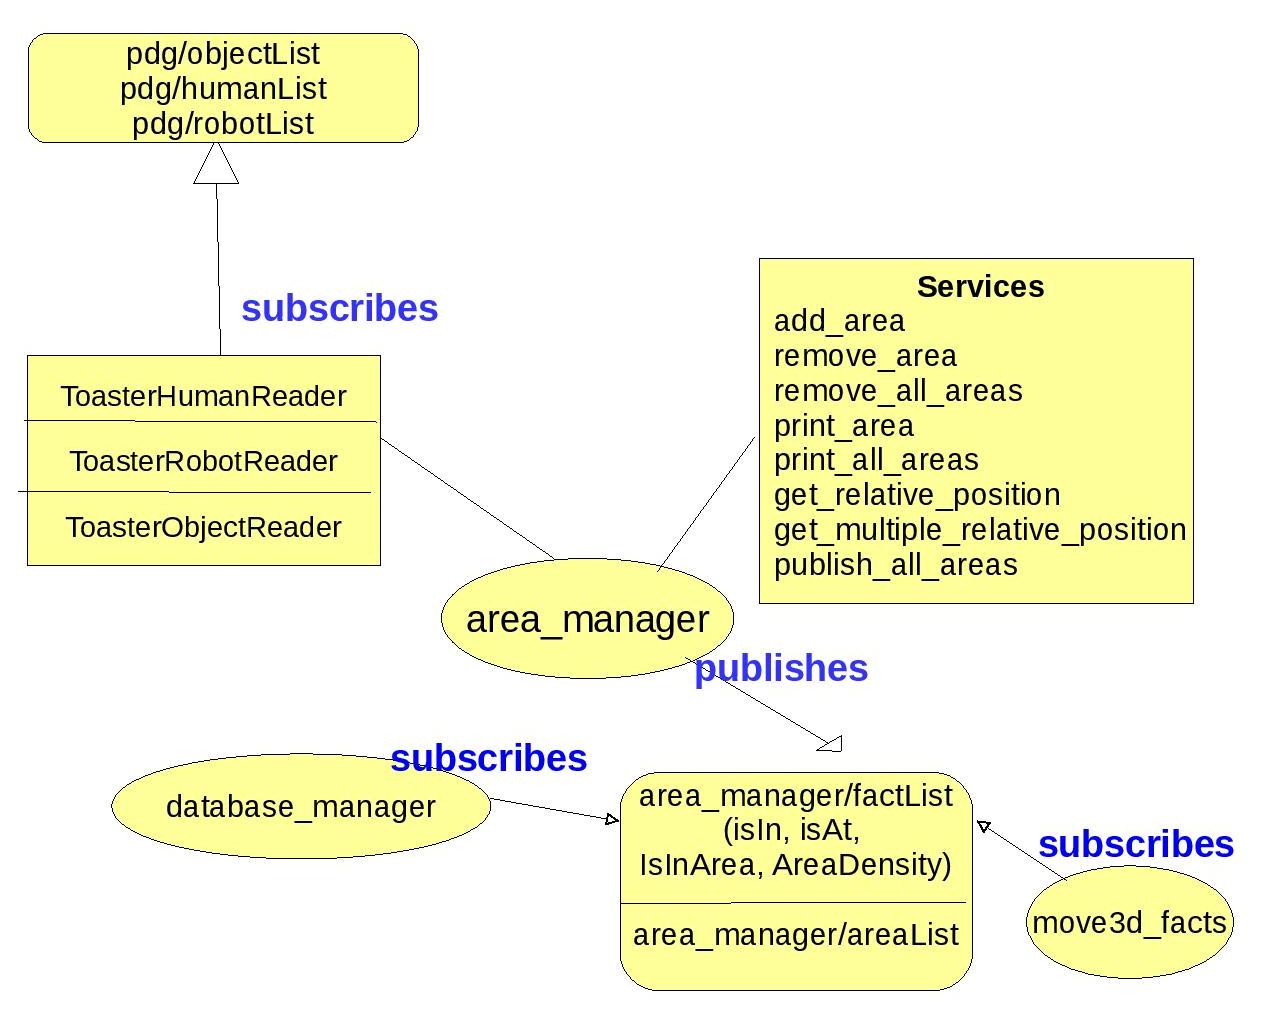 pdg/objectList
pdg/humanList
pdg/robotList
subscribes
ToasterHumanReader
ToasterRobotReader
ToasterObjectReader
Services
add_area
remove_area
remove_all_areas
print_area
print_all_areas
get_relative_position
get_multiple_relative_position
publish_all_areas
area_manager
publishes
subscribes
database_manager
area_manager/factList
(isIn, isAt,
IsInArea, AreaDensity)
area_manager/areaList
subscribes
move3d_facts